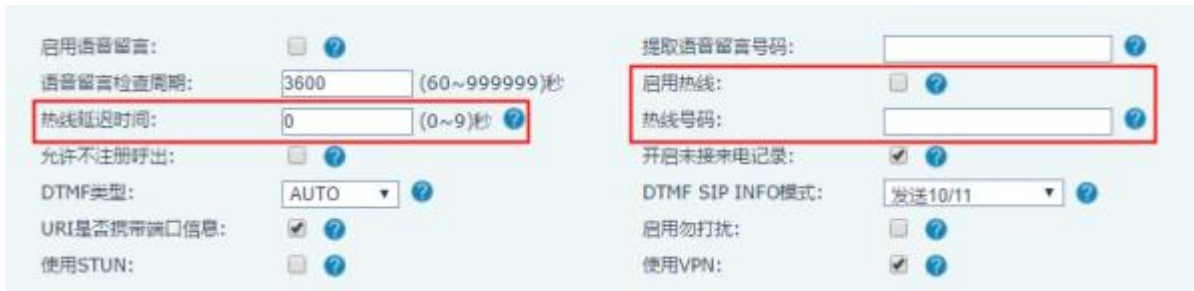 启用语音留言: 提取语音留言号码:
语音留言检查周期: 3600 (60~999999)秒 启用热线:
热线延迟时间: 0 (0~9)秒 热线号码:
允许不注册呼出: 开启未接来电记录:
DTMF类型: AUTO DTMF SIP INFO模式: 发送10/11
URI是否携带端口信息: 启用勿打扰:
使用STUN: 使用VPN: